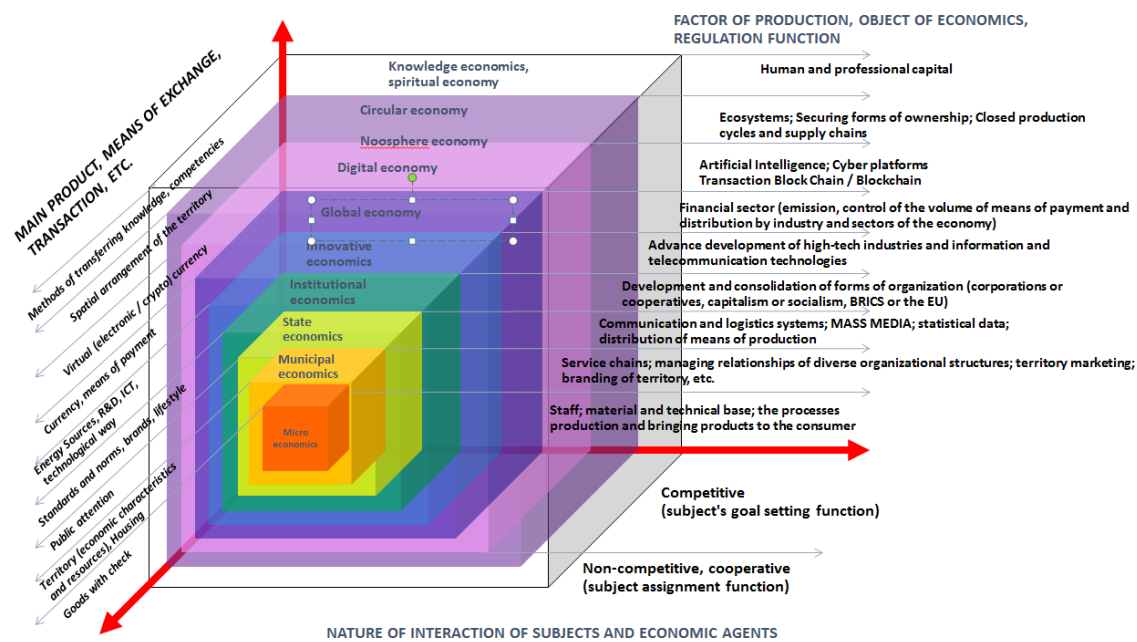 FACTOR OF PRODUCTION, OBJECT OF ECONOMICS,
REGULATION FUNCTION
MAIN PRODUCT, MEANS OF EXCHANGE,
TRANSACTION, ETC.
Knowledge economics,
spiritual economy
Circular economy
Noosphere economy
Digital economy
Global economy
Innovative
economics
Institutional
economics
State
economics
Municipal
economics
Micro
economics
Human and professional capital
Ecosystems; Securing forms of ownership; Closed production
cycles and supply chains
Artificial Intelligence; Cyber platforms
Transaction Block Chain / Blockchain
Financial sector (emission, control of the volume of means of payment and
distribution by industry and sectors of the economy)
Advance development of high-tech industries and information and
telecommunication technologies
Development and consolidation of forms of organization (corporations or
cooperatives, capitalism or socialism, BRICS or the EU)
Communication and logistics systems; MASS MEDIA; statistical data;
distribution of means of production
Service chains; managing relationships of diverse organizational structures; territory marketing;
branding of territory, etc.
Staff; material and technical base; the processes
production and bringing products to the consumer
Methods of transferring knowledge, competencies
Spatial arrangement of the territory
Virtual (electronic / crypto) currency
Currency, means of payment
Energy Sources, R&D, ICT,
technological way
Standards and norms, brands, lifestyle
Public attention
Territory (economic characteristics
and resources), Housing
Goods with check
Competitive
(subject's goal setting function)
Non-competitive, cooperative
(subject assignment function)
NATURE OF INTERACTION OF SUBJECTS AND ECONOMIC AGENTS